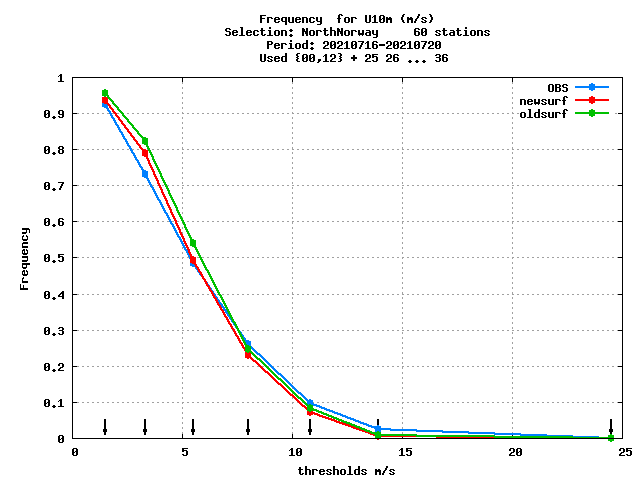 Frequency for U10m (m/s)
Selection: NorthNorway 60 stations
Period: 20210716-20210720
Used {00,12} + 25 26 ... 36
OBS
newsurf
oldsurf
1
0.9
0.8
0.7
0.6
0.5
0.4
0.3
0.2
0.1
0
Frequency
0 5 10 15 20 25
thresholds m/s